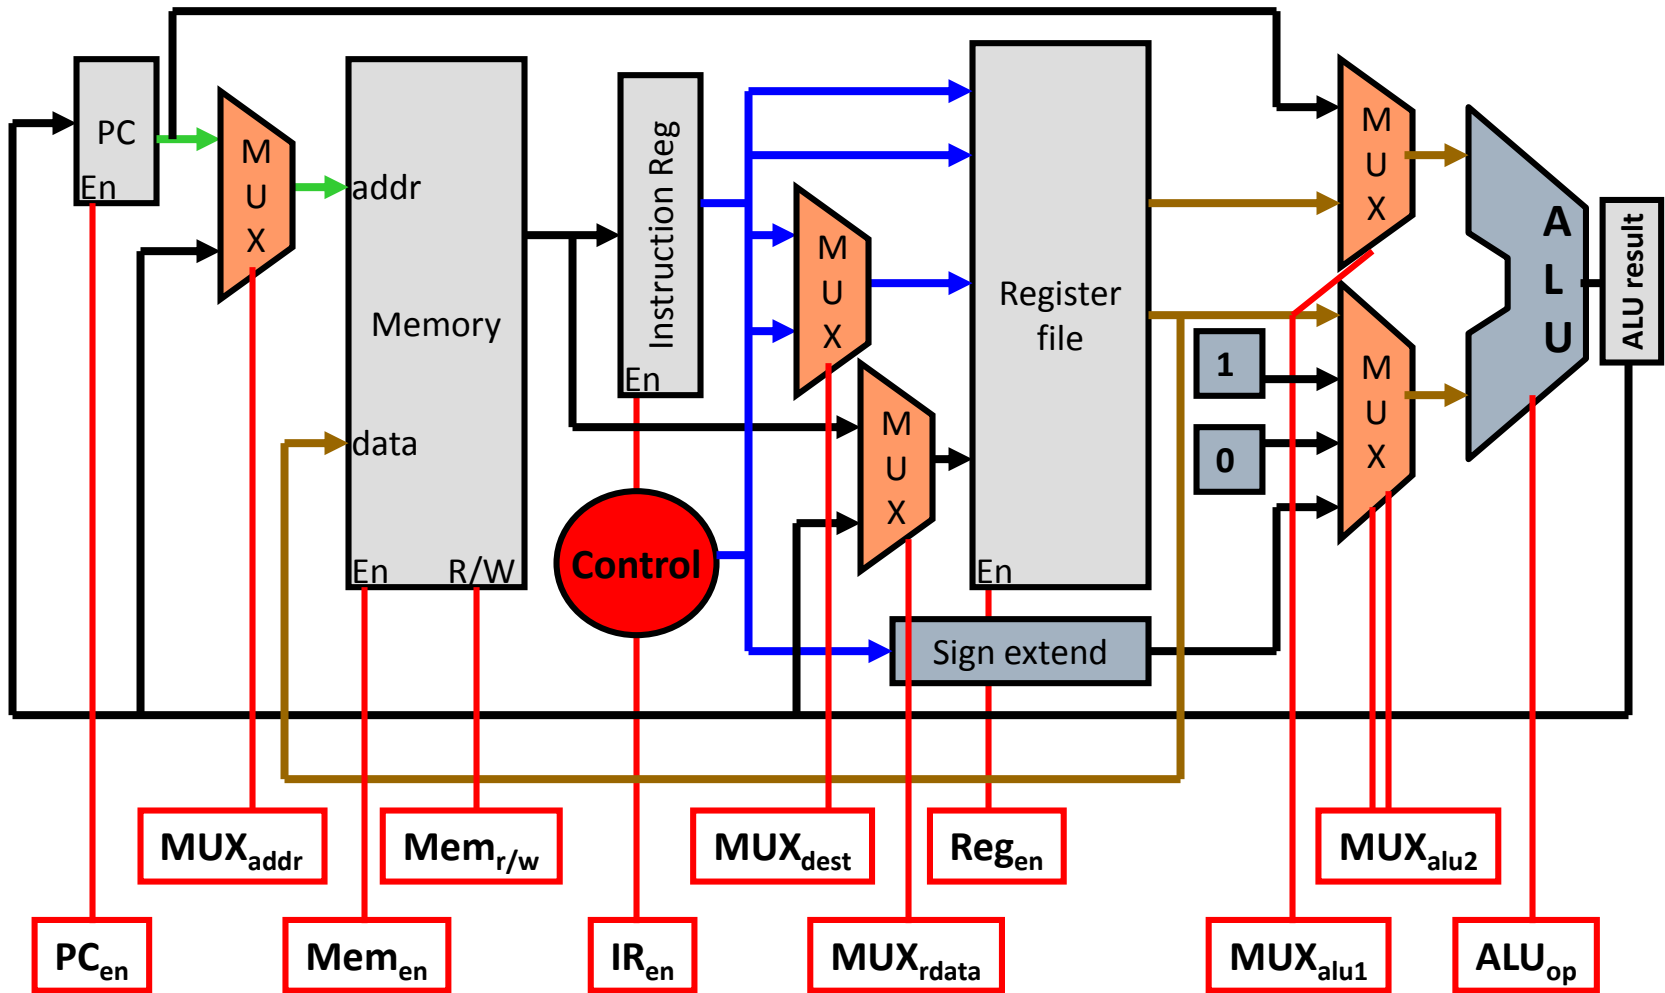 PC
En
M
U
X
addr
Memory
data
En
R/W
Instruction Reg
En
Control
M
U
X
M
U
X
Register
file
En
Sign extend
M
U
X
1
0
M
U
X
A
L
U
ALU result
MUXaddr
Memr/w
MUXdest
Regen
MUXalu2
PCen
Memen
IRen
MUXrdata
MUXalu1
ALUop